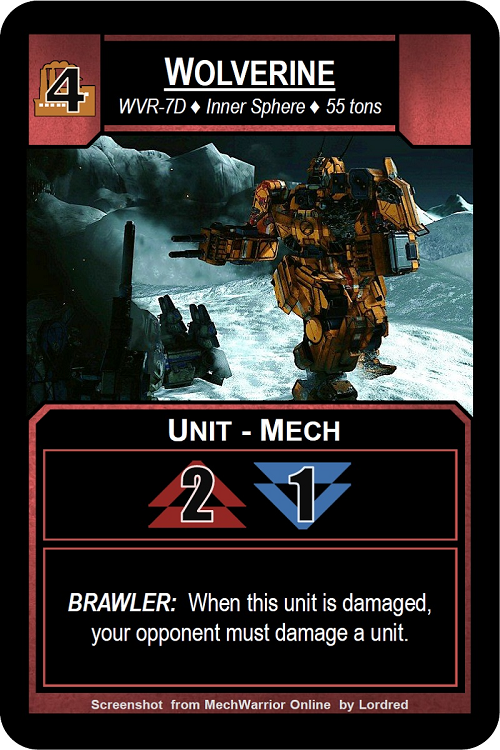 4
WOLVERINE
WVR-7D ♦ Inner Sphere ♦ 55 tons
UNIT - MECH
2 1
BRAWLER: When this unit is damaged,
your opponent must damage a unit.
Screenshot from MechWarrior Online by Lordred